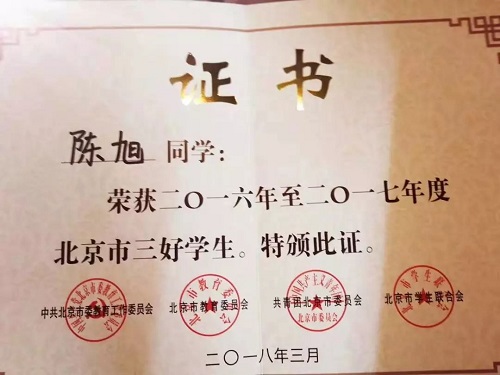 证书
陈旭 同学:
荣获二〇一六年至二〇一七年度
北京市三好学生。特颁此证。
中共北京市委教育工作委员会 北京市教育委员会 共青团北京市委员会 北京市学生联合会
二〇一八年三月